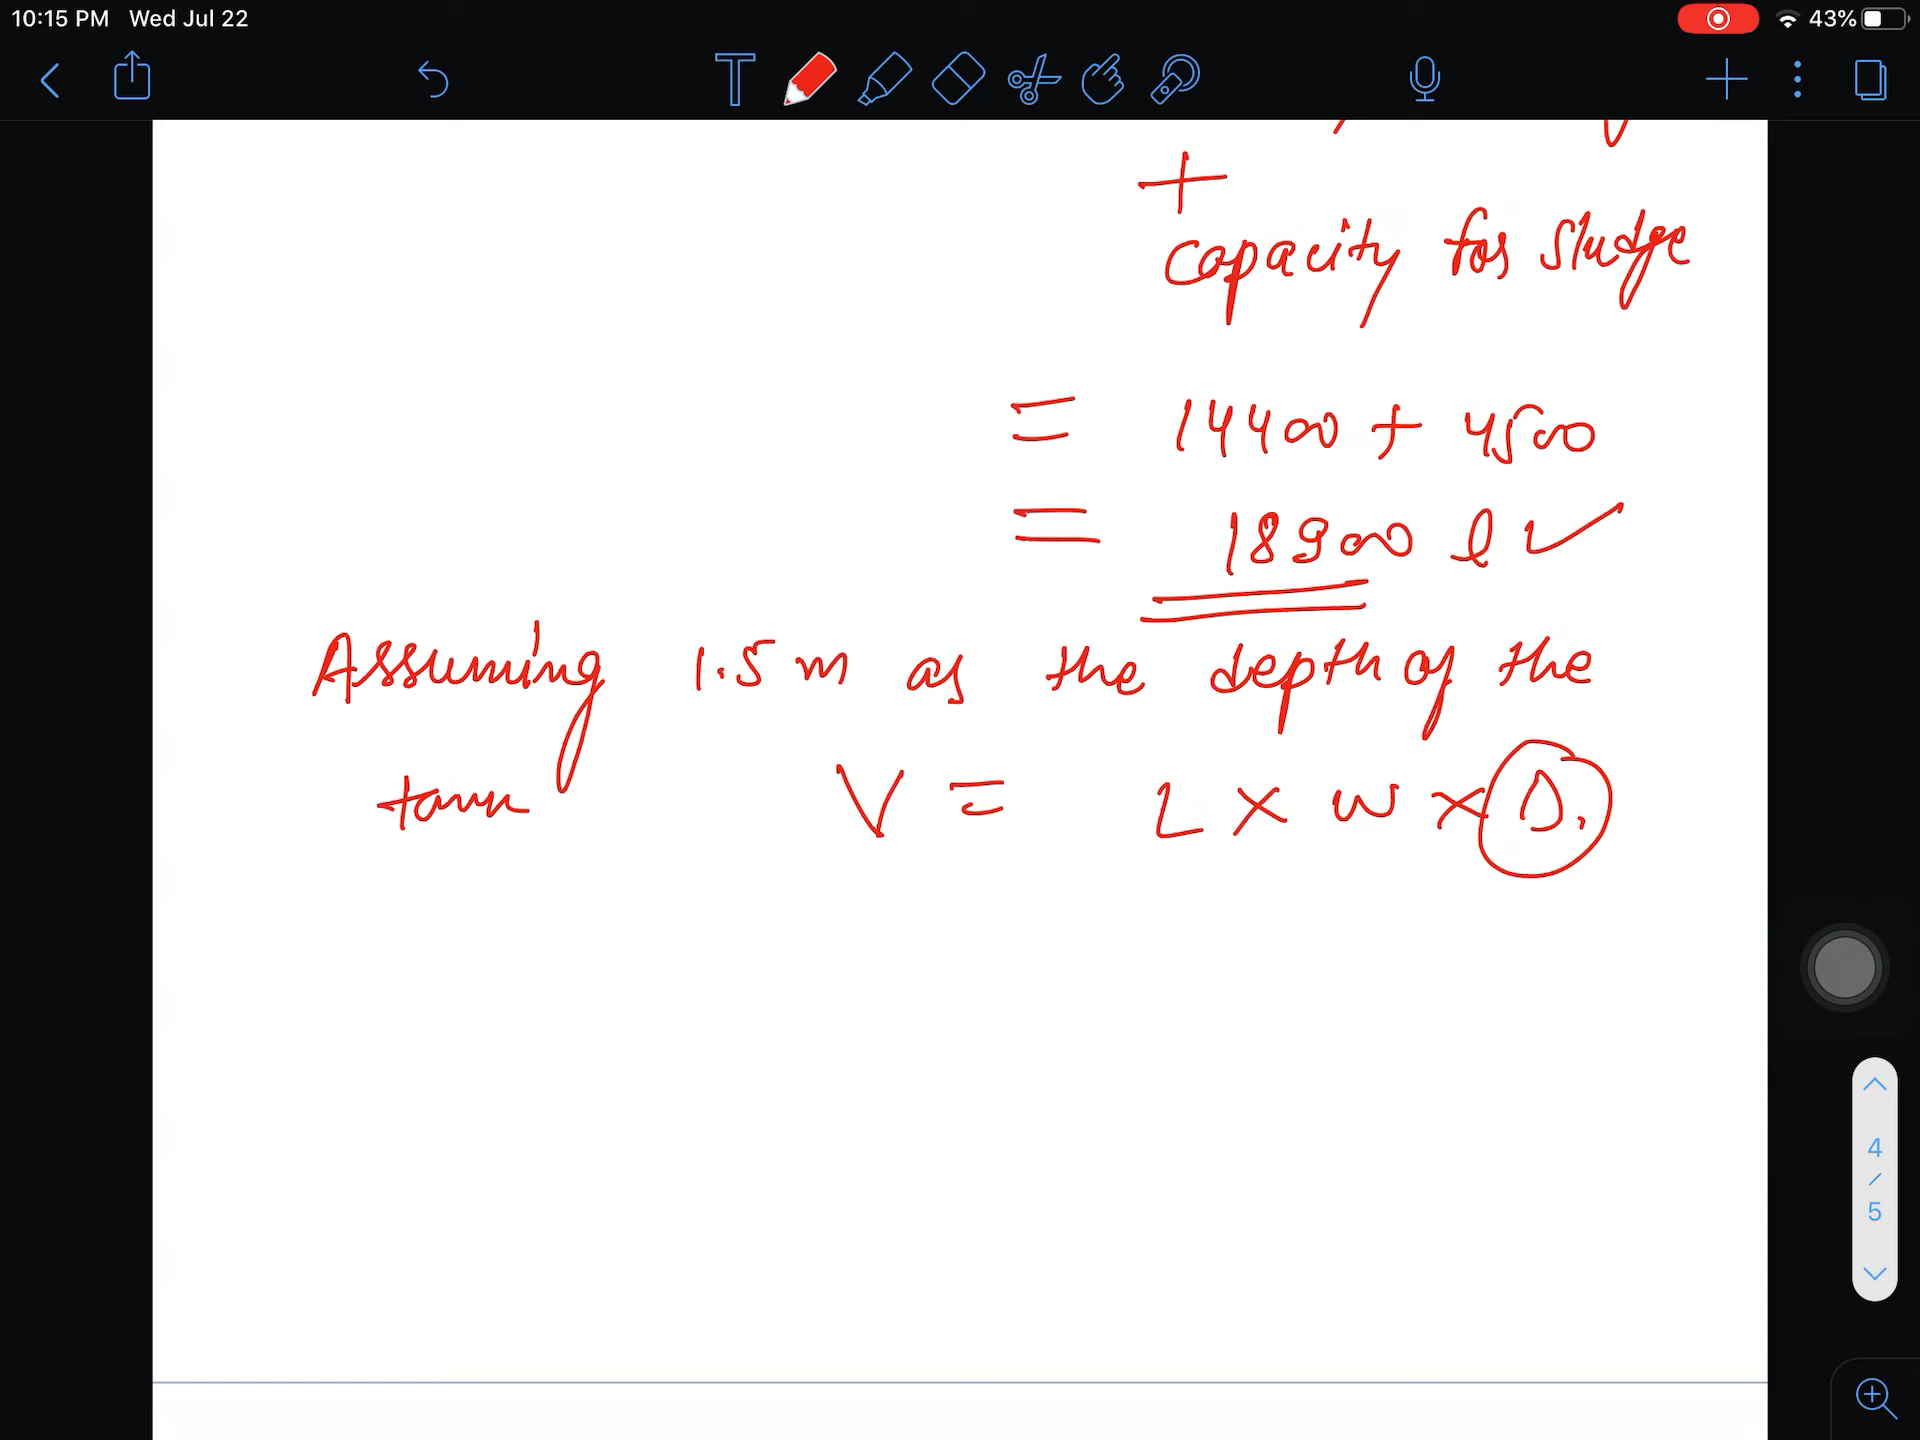 10:15 PM Wed Jul 22
43%
T
+
capacity for sludge
= 14400 + 4500
= 18900 l ✓
Assuming 1.5 m as the depth of the
tank V = L × W × D.
4
/
5